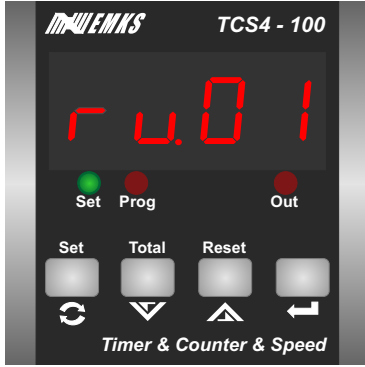 EMKS TCS4 - 100
ru.01
Set Prog Out
Set Total Reset
Timer & Counter & Speed